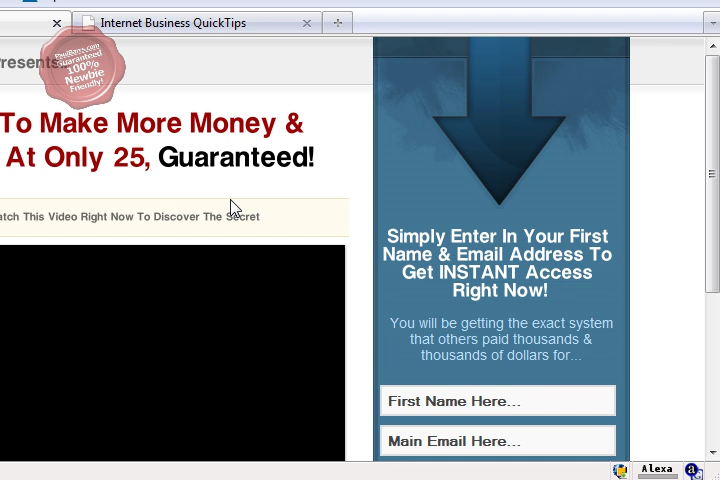 Internet Business QuickTips
resents
PaulBarrs.com
Guaranteed
100%
Newbie
Friendly!
To Make More Money &
At Only 25, Guaranteed!
atch This Video Right Now To Discover The Secret
Simply Enter In Your First
Name & Email Address To
Get INSTANT Access
Right Now!
You will be getting the exact system
that others paid thousands &
thousands of dollars for...
First Name Here...
Main Email Here...
Alexa